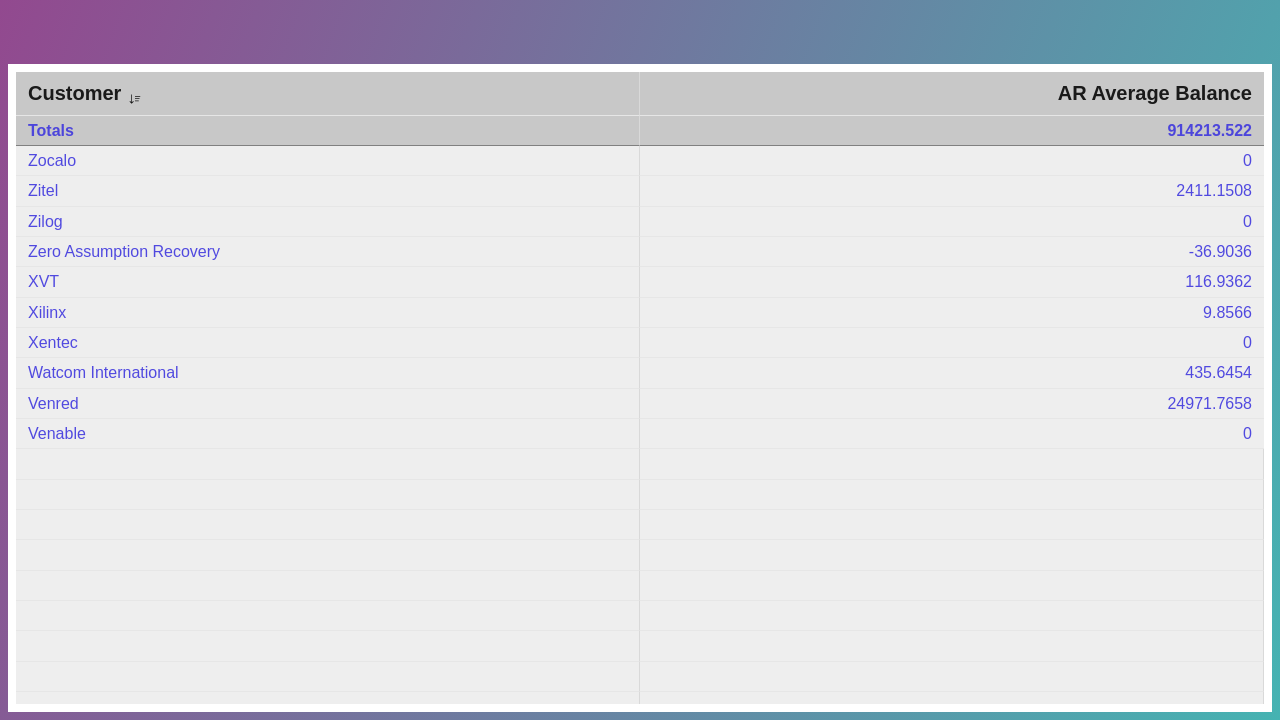 Customer AR Average Balance
Totals 914213.522
Zocalo 0
Zitel 2411.1508
Zilog 0
Zero Assumption Recovery -36.9036
XVT 116.9362
Xilinx 9.8566
Xentec 0
Watcom International 435.6454
Venred 24971.7658
Venable 0